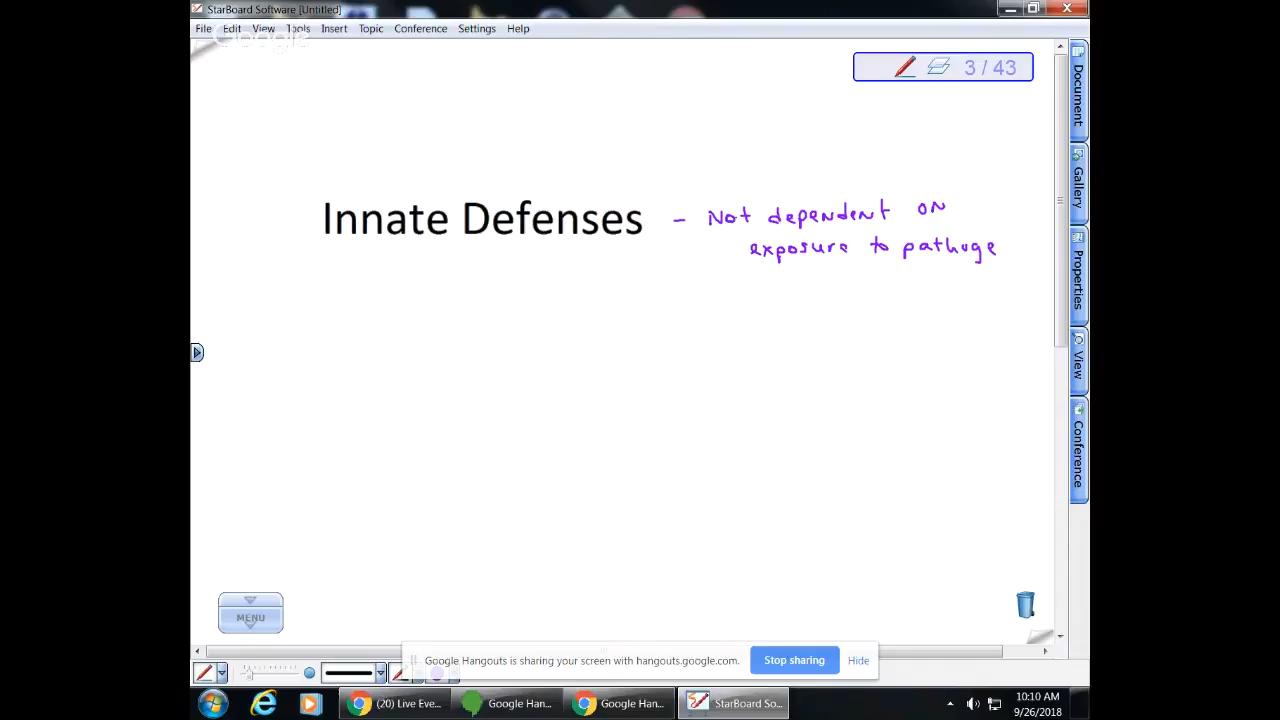 StarBoard Software [Untitled]
File Edit View Tools Insert Topic Conference Settings Help
Google
3 / 43
Document
Gallery
Properties
View
Conference
Innate Defenses - Not dependent on
exposure to pathoge
MENU
Google Hangouts is sharing your screen with hangouts.google.com. Stop sharing Hide
(20) Live Eve... Google Han... Google Han... StarBoard So...
10:10 AM
9/26/2018